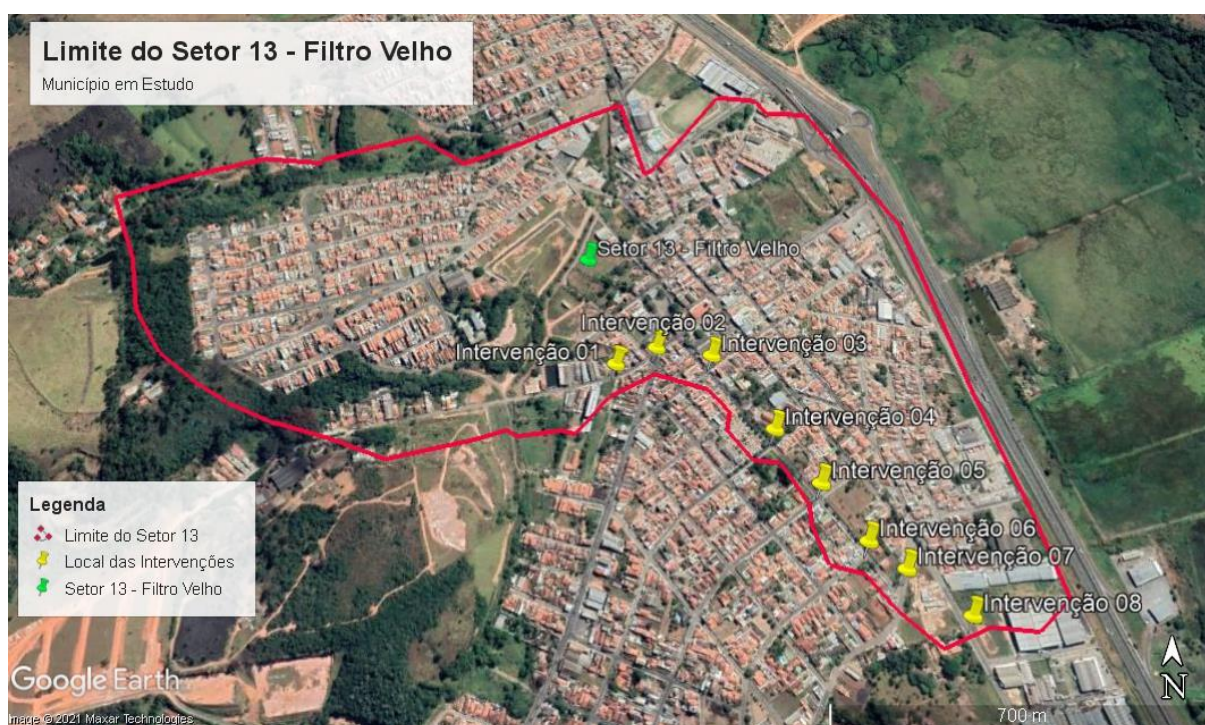 Limite do Setor 13 - Filtro Velho
Município em Estudo
Setor 13 - Filtro Velho
Intervenção 02
Intervenção 01
Intervenção 03
Intervenção 04
Intervenção 05
Intervenção 06
Intervenção 07
Intervenção 08
Legenda
Limite do Setor 13
Local das Intervenções
Setor 13 - Filtro Velho
Google Earth
Image © 2021 Maxar Technologies
700 m
N